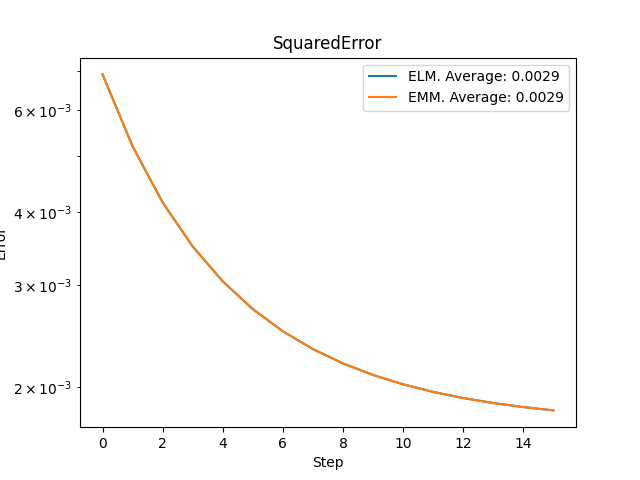 SquaredError
ELM. Average: 0.0029
EMM. Average: 0.0029
6 × 10⁻³
4 × 10⁻³
3 × 10⁻³
2 × 10⁻³
Error
0 2 4 6 8 10 12 14
Step